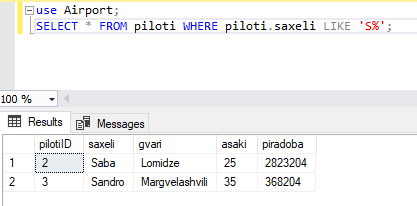 use Airport;
SELECT * FROM piloti WHERE piloti.saxeli LIKE 'S%';
100 %
Results Messages
pilotiID saxeli gvari asaki piradoba
1 2 Saba Lomidze 25 2823204
2 3 Sandro Margvelashvili 35 368204